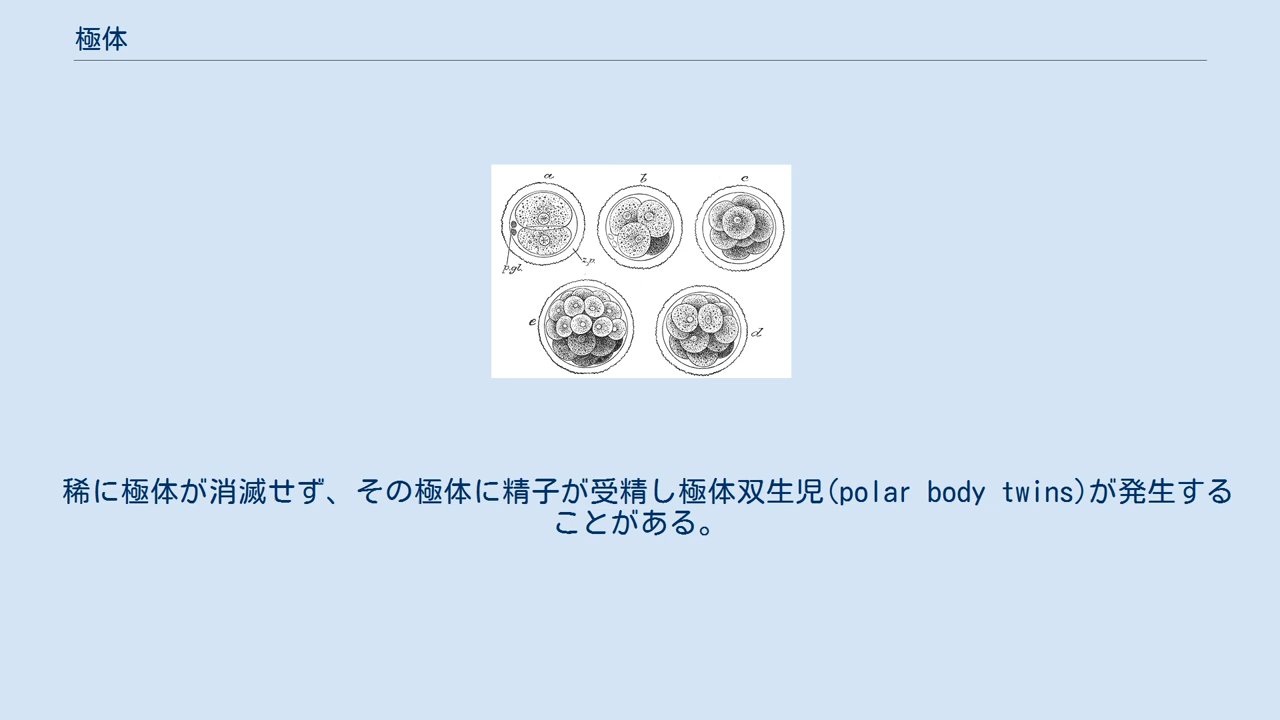 極体
a
b
c
p.gl.
z.p.
e
d
稀に極体が消滅せず、その極体に精子が受精し極体双生児(polar body twins)が発生する
ことがある。